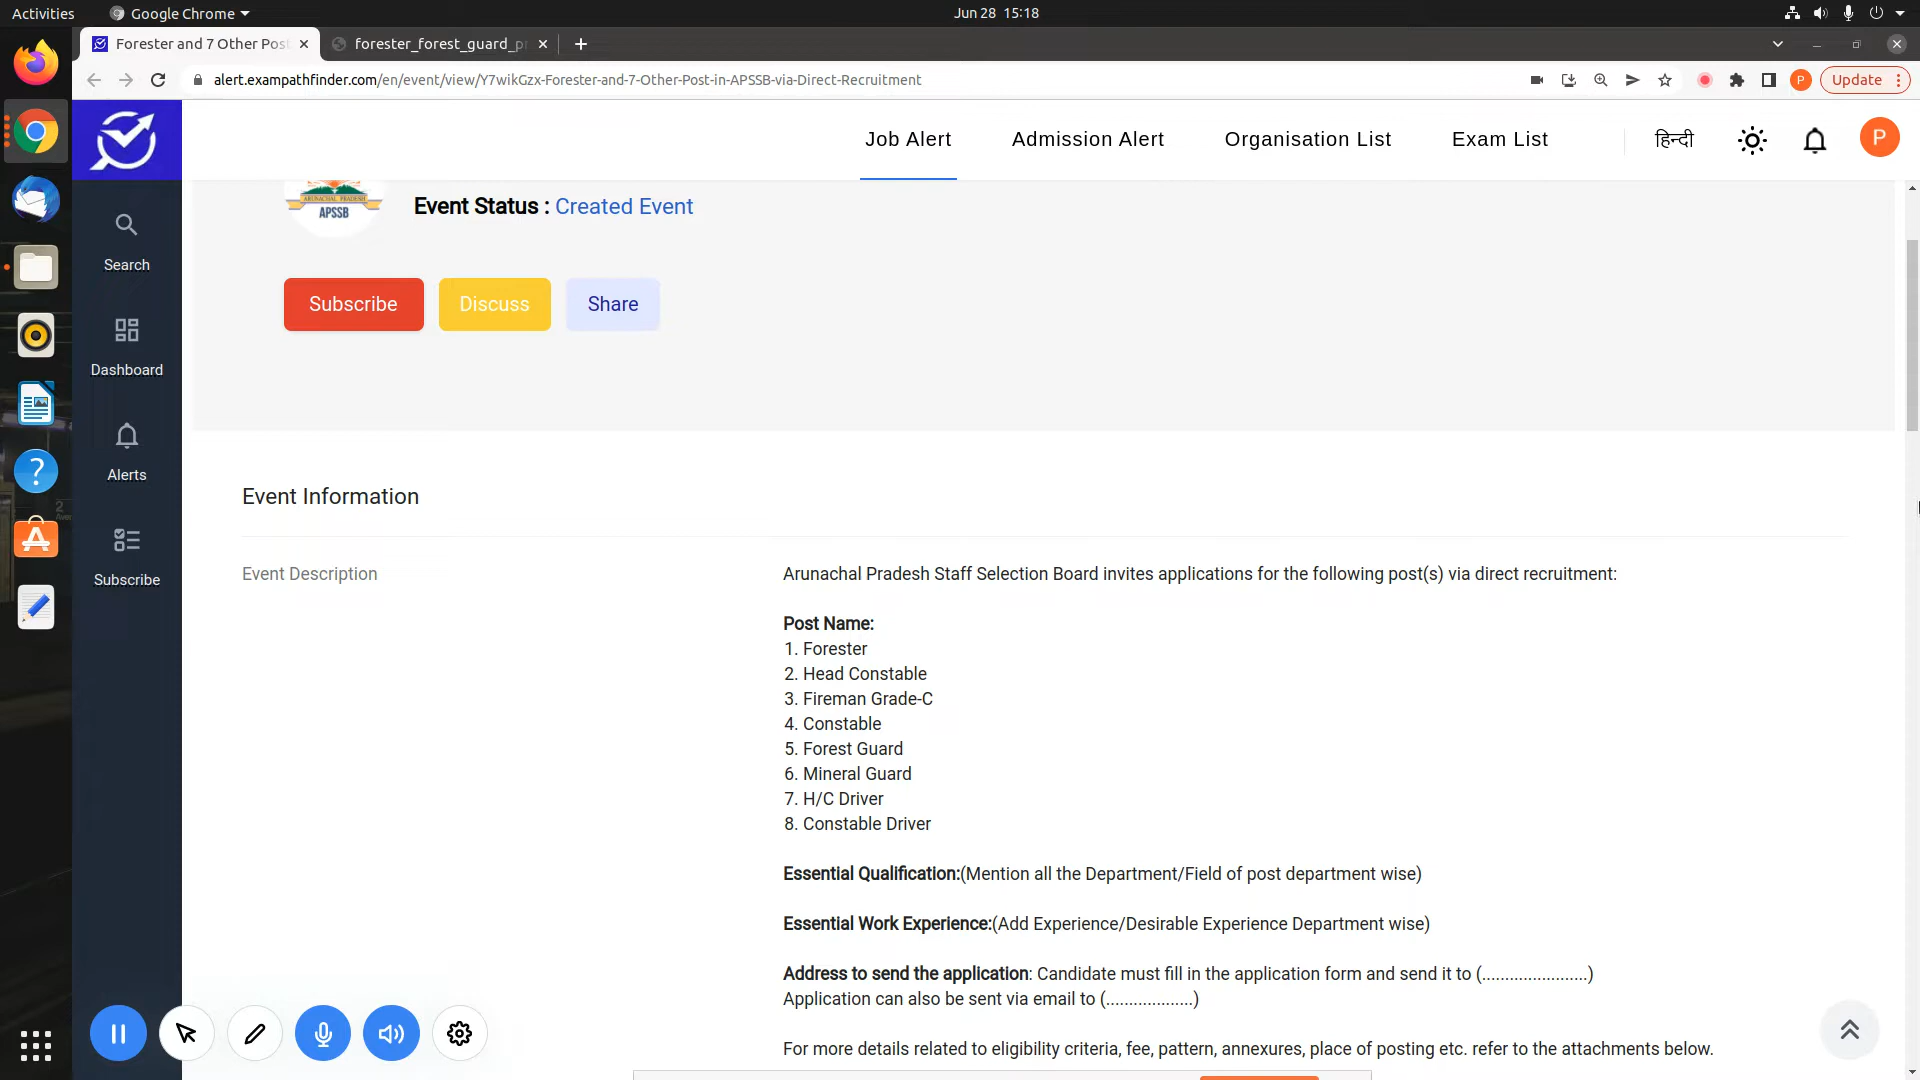 Activities
Google Chrome
Jun 28 15:18
Forester and 7 Other Post
forester_forest_guard_pr
alert.exampathfinder.com/en/event/view/Y7wikGzx-Forester-and-7-Other-Post-in-APSSB-via-Direct-Recruitment
P
Update
Job Alert
Admission Alert
Organisation List
Exam List
हिन्दी
P
Search
Dashboard
Alerts
Subscribe
ARUNACHAL PRADESH
APSSB
Event Status : Created Event
Subscribe
Discuss
Share
Event Information
Event Description
Arunachal Pradesh Staff Selection Board invites applications for the following post(s) via direct recruitment:
Post Name:
1. Forester
2. Head Constable
3. Fireman Grade-C
4. Constable
5. Forest Guard
6. Mineral Guard
7. H/C Driver
8. Constable Driver
Essential Qualification:(Mention all the Department/Field of post department wise)
Essential Work Experience:(Add Experience/Desirable Experience Department wise)
Address to send the application: Candidate must fill in the application form and send it to (.......................)
Application can also be sent via email to (...................)
For more details related to eligibility criteria, fee, pattern, annexures, place of posting etc. refer to the attachments below.